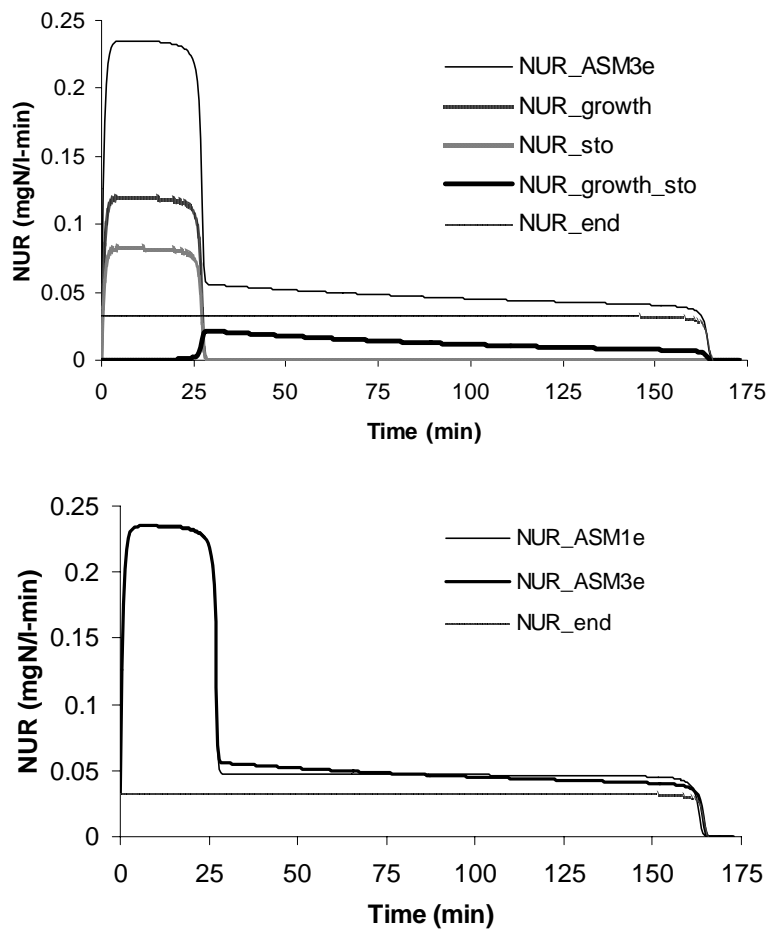 NUR (mgN/l-min)
0.25
0.2
0.15
0.1
0.05
0
0 25 50 75 100 125 150 175
Time (min)
NUR_ASM3e
NUR_growth
NUR_sto
NUR_growth_sto
NUR_end
NUR (mgN/l-min)
0.25
0.2
0.15
0.1
0.05
0
0 25 50 75 100 125 150 175
Time (min)
NUR_ASM1e
NUR_ASM3e
NUR_end